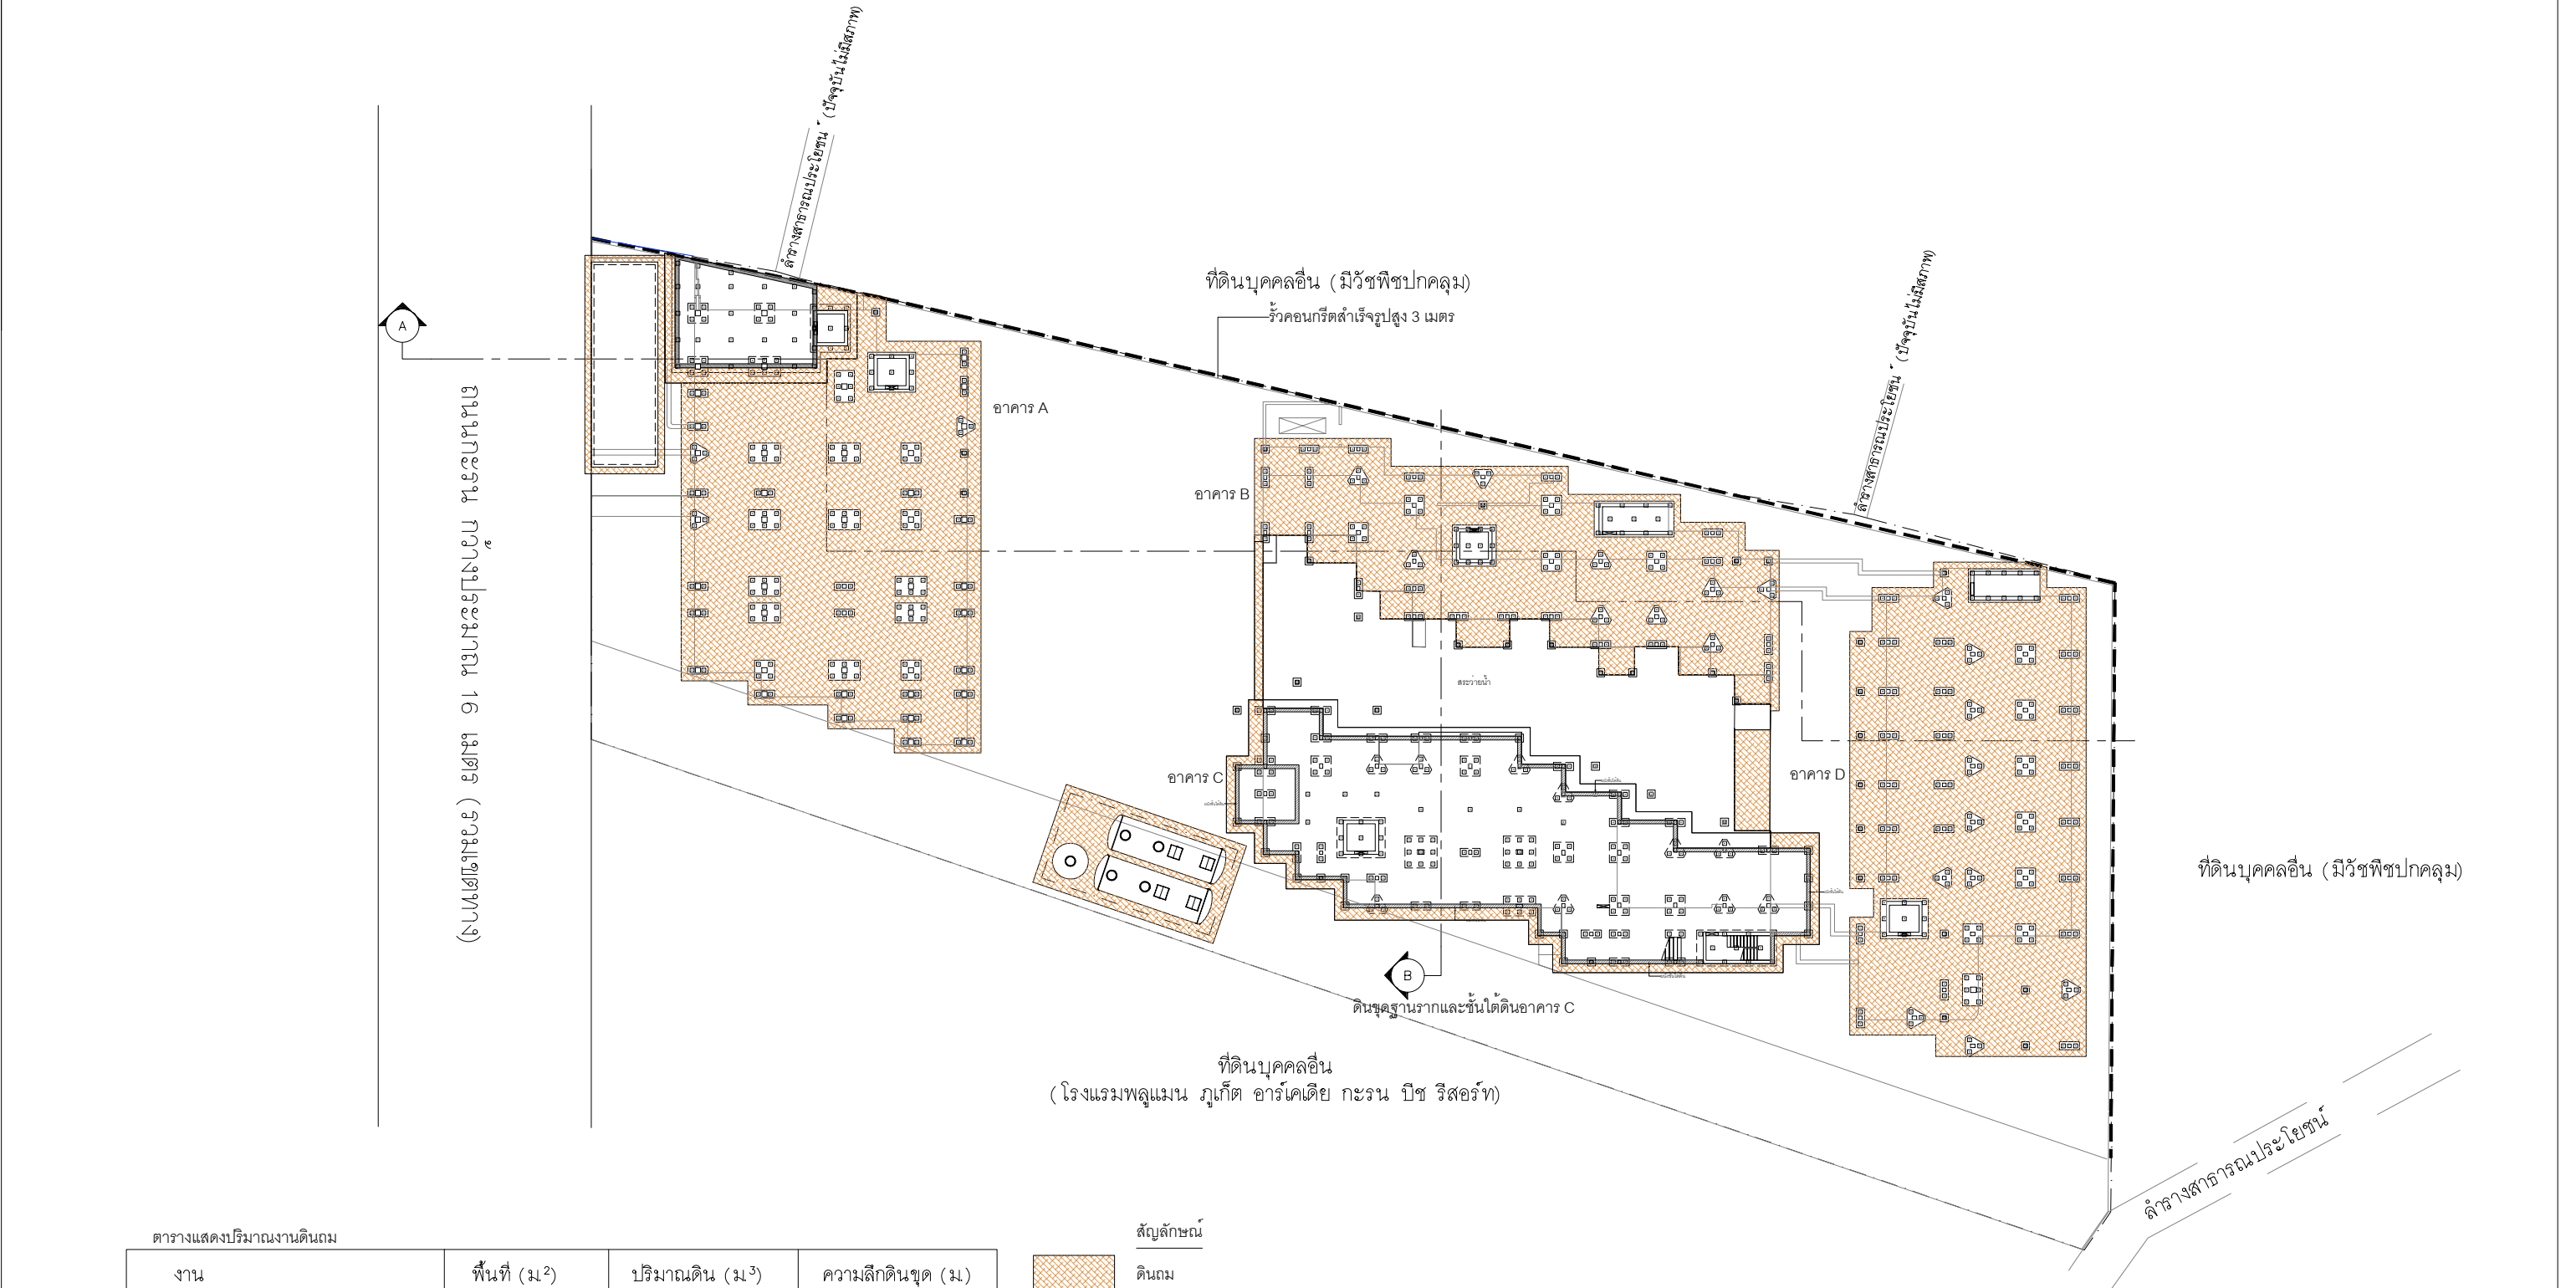 ลำรางสาธารณประโยชน์ (ปัจจุบันไม่มีสภาพ)
ที่ดินบุคคลอื่น (มีวัชพืชปกคลุม)
รั้วคอนกรีตสำเร็จรูปสูง 3 เมตร
ลำรางสาธารณประโยชน์ (ปัจจุบันไม่มีสภาพ)
A
อาคาร A
ถนนกะรน กว้างประมาณ 16 เมตร (รวมเขตทาง)
อาคาร B
สระว่ายน้ำ
อาคาร C
อาคาร D
ที่ดินบุคคลอื่น (มีวัชพืชปกคลุม)
B
ดินขุดฐานรากและชั้นใต้ดินอาคาร C
ที่ดินบุคคลอื่น
(โรงแรมพลูแมน ภูเก็ต อาร์เคเดีย กะรน บีช รีสอร์ท)
ลำรางสาธารณประโยชน์
ตารางแสดงปริมาณงานดินถม
งาน พื้นที่ (ม.²) ปริมาณดิน (ม.³) ความลึกดินขุด (ม.)
สัญลักษณ์
ดินถม